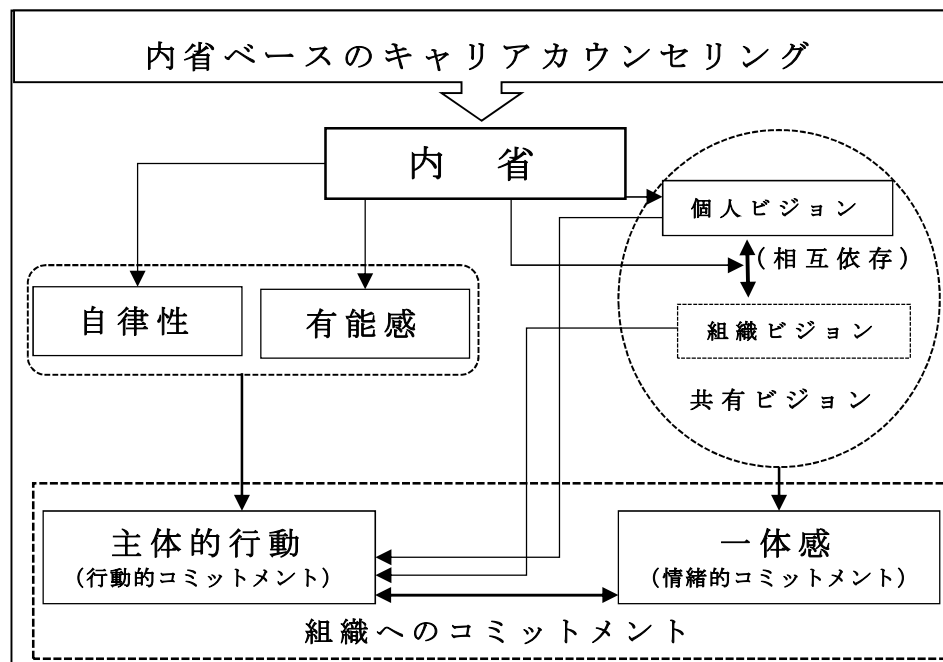 内省ベースのキャリアカウンセリング
内 省
個人ビジョン
(相互依存)
自律性
有能感
組織ビジョン
共有ビジョン
主体的行動
(行動的コミットメント)
一体感
(情緒的コミットメント)
組織へのコミットメント